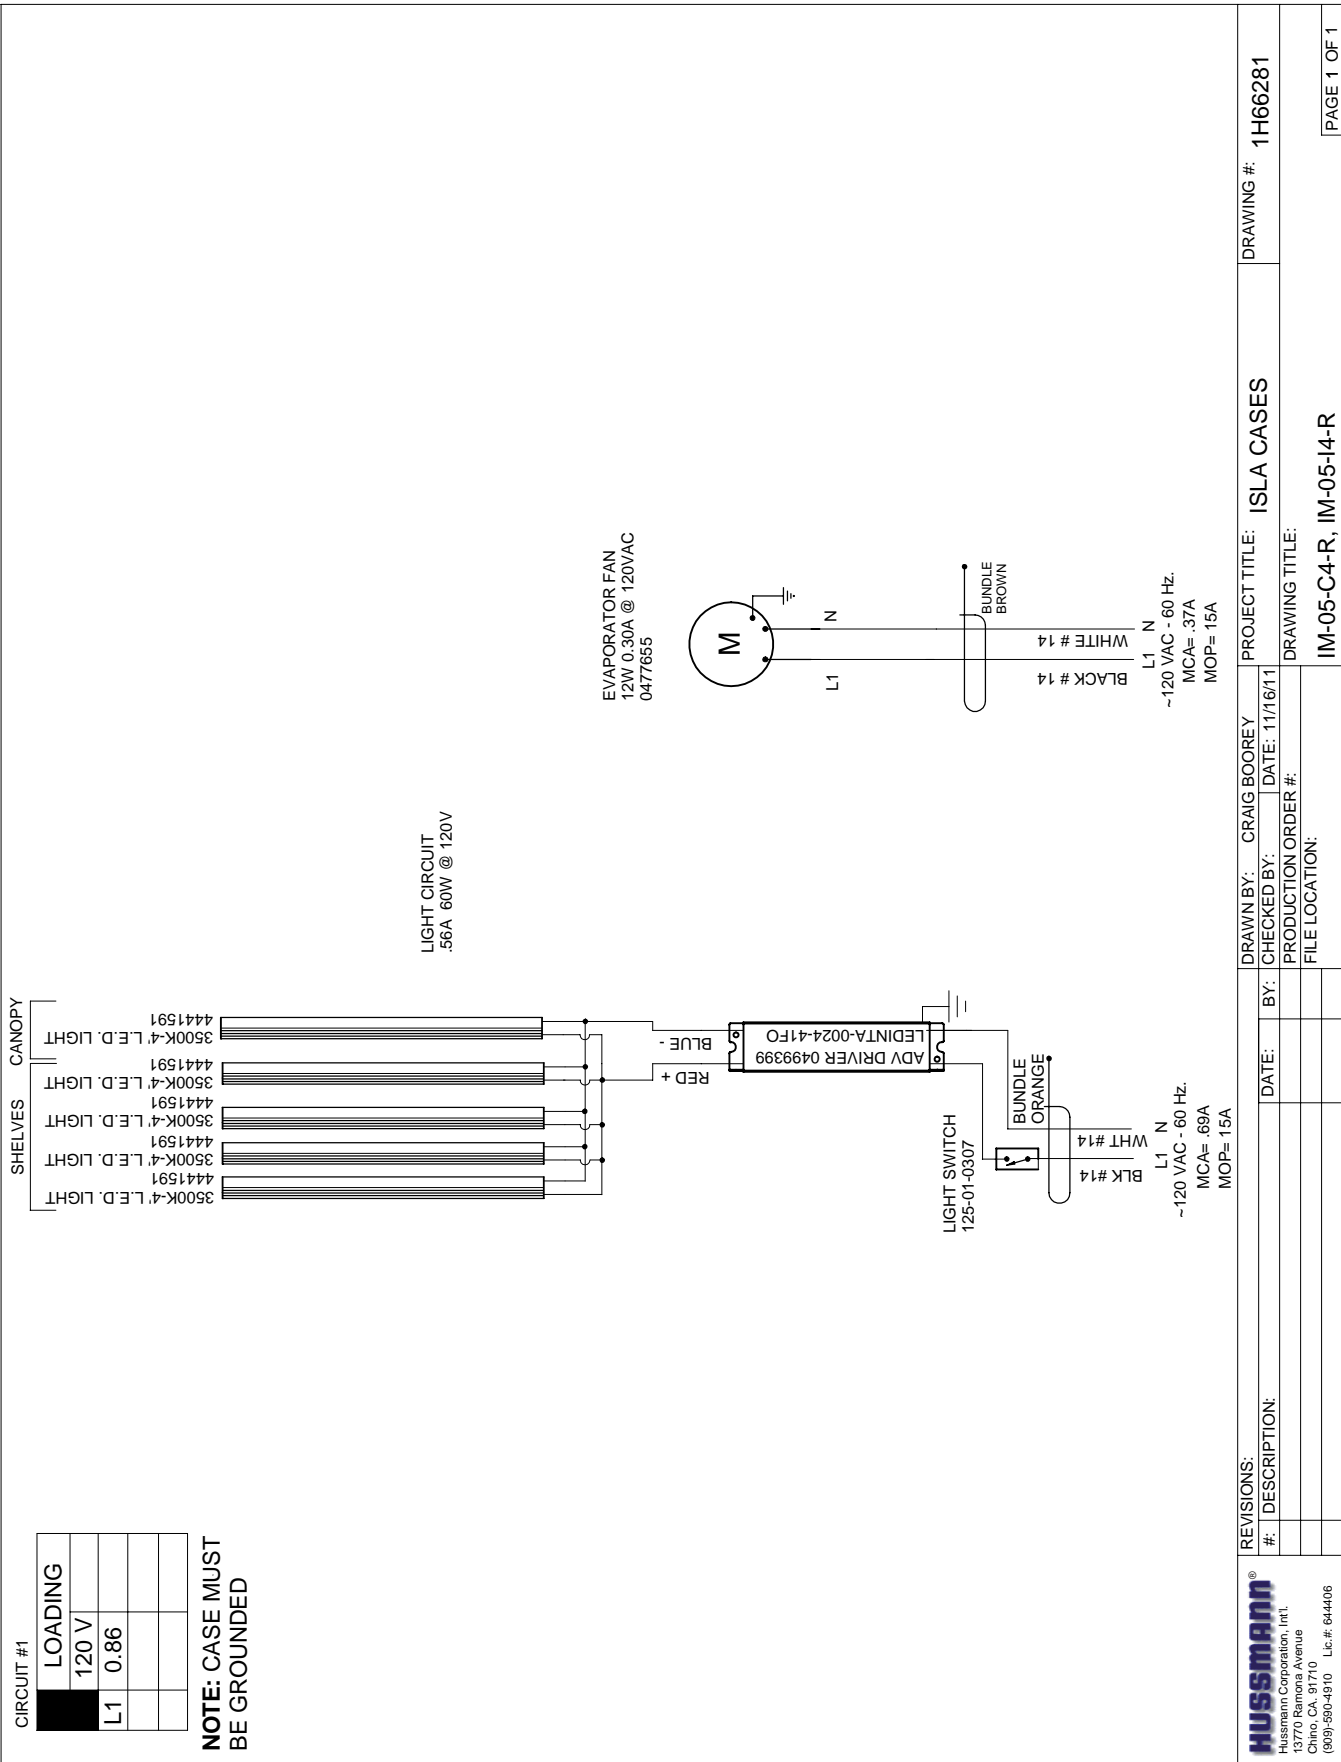 CIRCUIT #1
LOADING
120 V
L1 0.86
NOTE: CASE MUST
BE GROUNDED
SHELVES
CANOPY
3500K-4' L.E.D. LIGHT
4441591
3500K-4' L.E.D. LIGHT
4441591
3500K-4' L.E.D. LIGHT
4441591
3500K-4' L.E.D. LIGHT
4441591
3500K-4' L.E.D. LIGHT
4441591
LIGHT CIRCUIT
.56A 60W @ 120V
RED +
BLUE -
ADV DRIVER 0499399
LEDINTA-0024-41FO
LIGHT SWITCH
125-01-0307
BUNDLE
ORANGE
BLK #14
WHT #14
L1 N
~120 VAC - 60 Hz.
MCA= .69A
MOP= 15A
EVAPORATOR FAN
12W 0.30A @ 120VAC
0477655
M
L1
N
BUNDLE
BROWN
BLACK # 14
WHITE # 14
L1 N
~120 VAC - 60 Hz.
MCA= .37A
MOP= 15A
HUSSMANN®
Hussmann Corporation, Int'l.
13770 Ramona Avenue
Chino, CA. 91710
(909)-590-4910 Lic.#: 644406
REVISIONS:
#: DESCRIPTION:
DATE:
BY:
DRAWN BY: CRAIG BOOREY
CHECKED BY:
DATE: 11/16/11
PRODUCTION ORDER #:
FILE LOCATION:
PROJECT TITLE: ISLA CASES
DRAWING TITLE:
IM-05-C4-R, IM-05-I4-R
DRAWING #: 1H66281
PAGE 1 OF 1